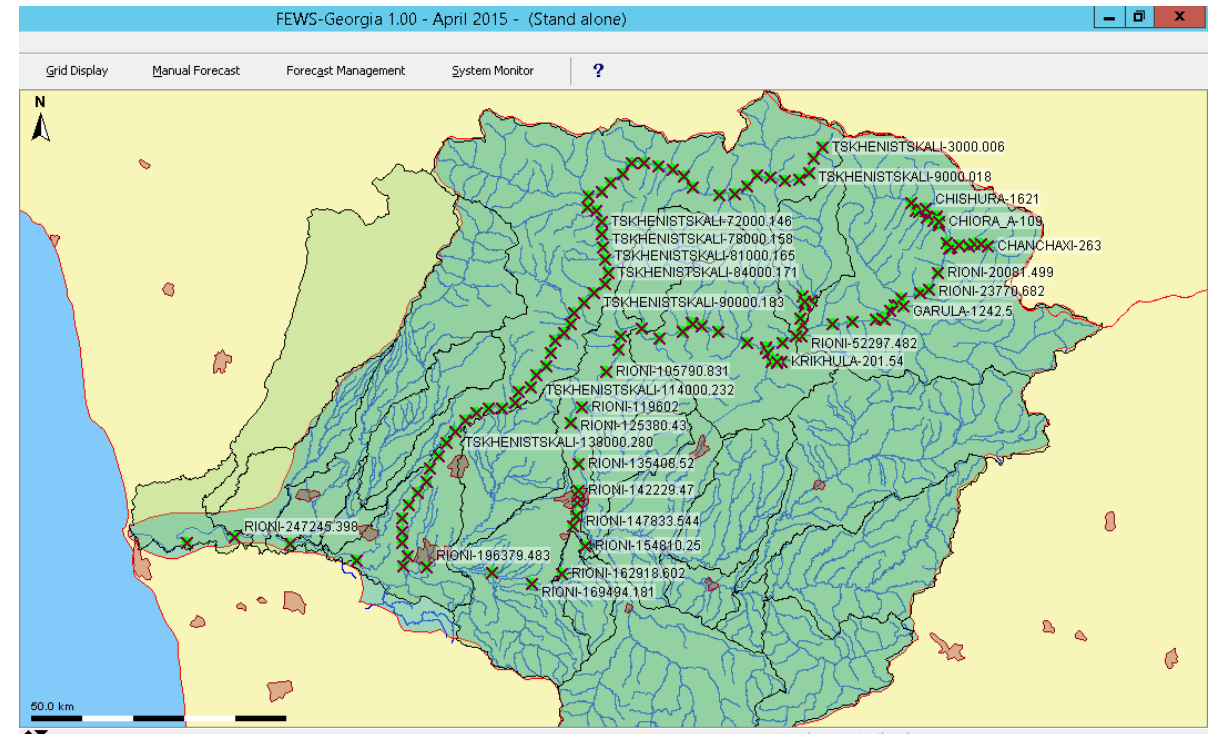 FEWS-Georgia 1.00 - April 2015 - (Stand alone)
Grid Display Manual Forecast Forecast Management System Monitor ?
N
TSKHENISTSKALI-3000.006
TSKHENISTSKALI-9000.018
CHISHURA-1621
TSKHENISTSKALI-72000.146
CHIORA_A-109
TSKHENISTSKALI-78000.158
CHANCHAXI-263
TSKHENISTSKALI-81000.165
TSKHENISTSKALI-84000.171
RIONI-20081.499
RIONI-23770.682
TSKHENISTSKALI-90000.183
GARULA-1242.5
RIONI-52297.482
KRIKHULA-201.54
RIONI-105790.831
TSKHENISTSKALI-114000.232
RIONI-119602
RIONI-125380.43
TSKHENISTSKALI-138000.280
RIONI-135408.52
RIONI-142229.47
RIONI-147833.544
RIONI-247245.398
RIONI-154810.25
RIONI-196379.483
RIONI-162918.602
RIONI-169494.181
50.0 km